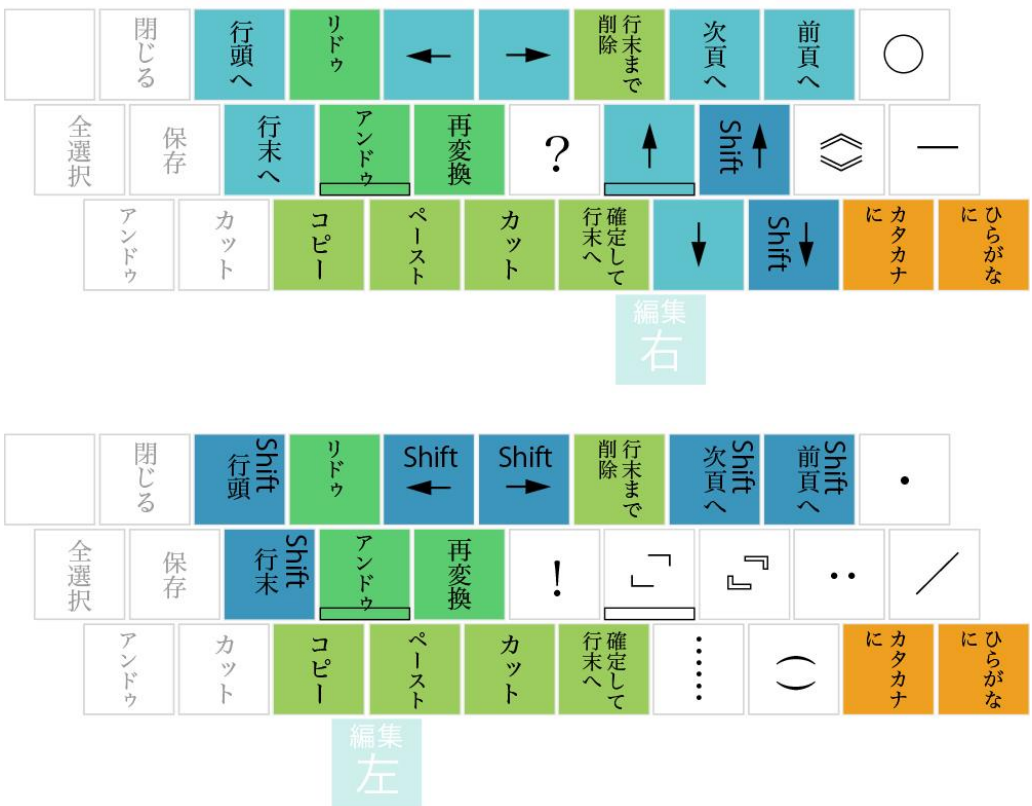 閉じる
行頭へ
リドゥ
←
→
行末まで
削除
次頁へ
前頁へ
○
全選択
保存
行末へ
アンドゥ
再変換
?
↑
Shift↑
《》
―
アンドゥ
カット
コピー
ペースト
カット
確定して
行末へ
↓
Shift↓
カタカナ
に
ひらがな
に
編集
右
閉じる
Shift
行頭
リドゥ
Shift
←
Shift
→
行末まで
削除
Shift
次頁へ
Shift
前頁へ
・
全選択
保存
Shift
行末
アンドゥ
再変換
!
「」
『』
‥
/
アンドゥ
カット
コピー
ペースト
カット
確定して
行末へ
……
()
カタカナ
に
ひらがな
に
編集
左